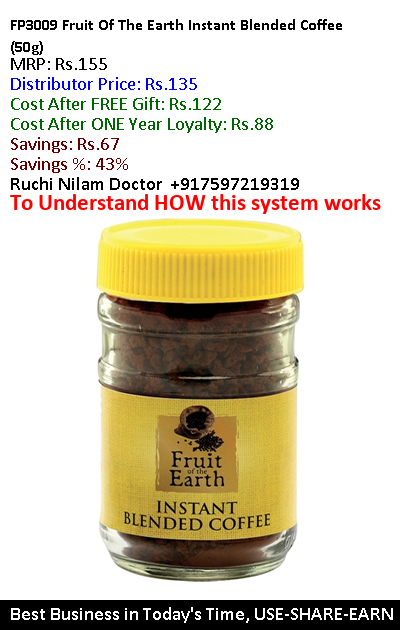 FP3009 Fruit Of The Earth Instant Blended Coffee
(50g)
MRP: Rs.155
Distributor Price: Rs.135
Cost After FREE Gift: Rs.122
Cost After ONE Year Loyalty: Rs.88
Savings: Rs.67
Savings %: 43%
Ruchi Nilam Doctor +917597219319
To Understand HOW this system works
Fruit
of the
Earth
INSTANT
BLENDED COFFEE
Best Business in Today's Time, USE-SHARE-EARN